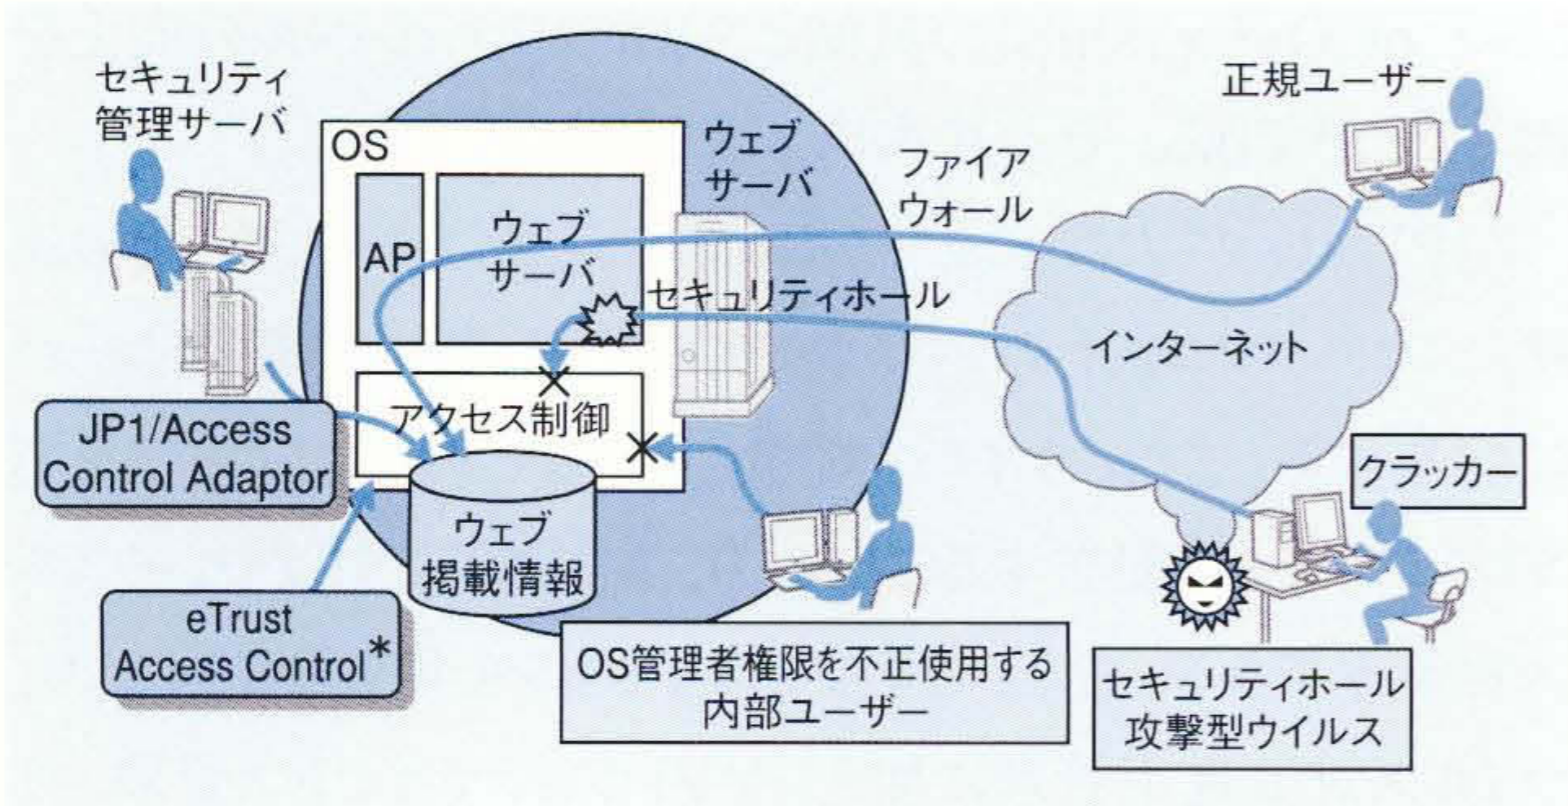 セキュリティ
管理サーバ
OS
AP
ウェブ
サーバ
ウェブ
サーバ
ファイア
ウォール
正規ユーザー
セキュリティホール
インターネット
アクセス制御
JP1/Access
Control Adaptor
ウェブ
掲載情報
eTrust
Access Control*
クラッカー
OS管理者権限を不正使用する
内部ユーザー
セキュリティホール
攻撃型ウイルス